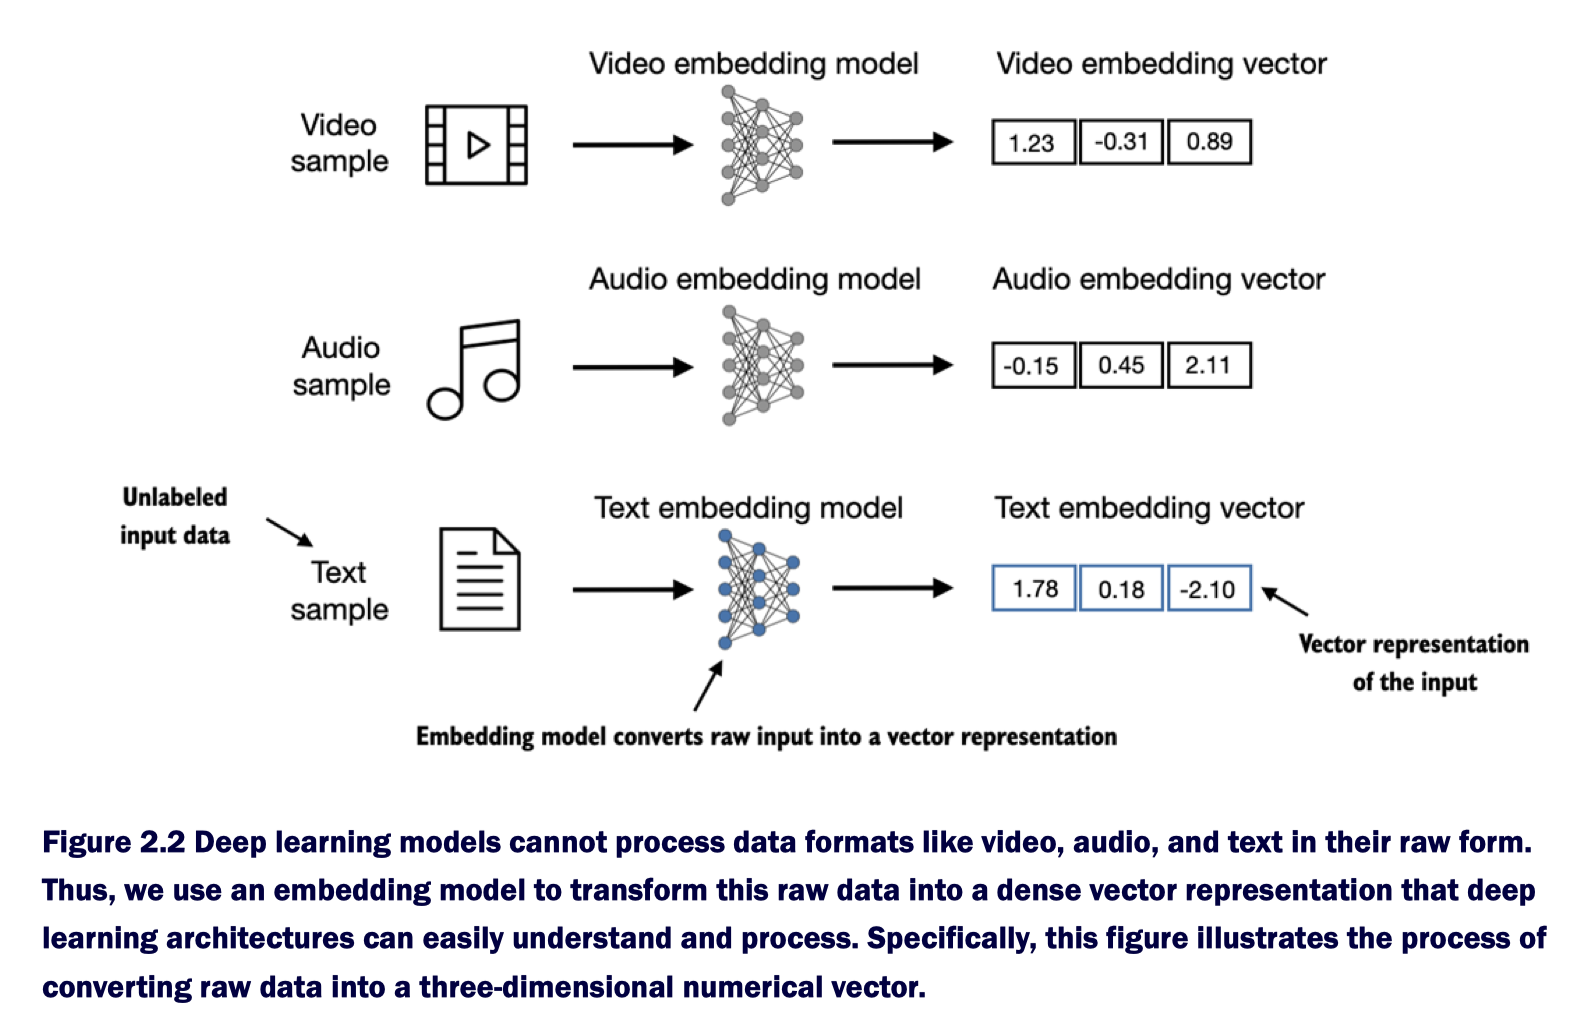 Video embedding model
Video embedding vector
Video
sample
1.23
-0.31
0.89
Audio embedding model
Audio embedding vector
Audio
sample
-0.15
0.45
2.11
Unlabeled
input data
Text embedding model
Text embedding vector
Text
sample
1.78
0.18
-2.10
Vector representation
of the input
Embedding model converts raw input into a vector representation
Figure 2.2 Deep learning models cannot process data formats like video, audio, and text in their raw form.
Thus, we use an embedding model to transform this raw data into a dense vector representation that deep
learning architectures can easily understand and process. Specifically, this figure illustrates the process of
converting raw data into a three-dimensional numerical vector.